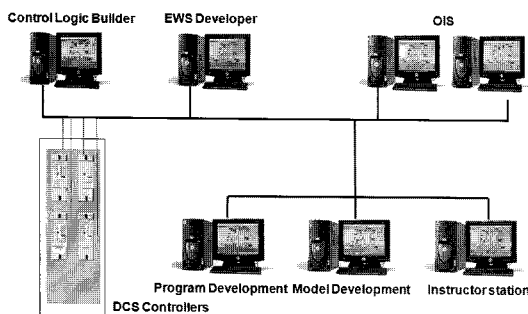 Control Logic Builder
EWS Developer
OIS
Program Development
Model Development
Instructor station
DCS Controllers